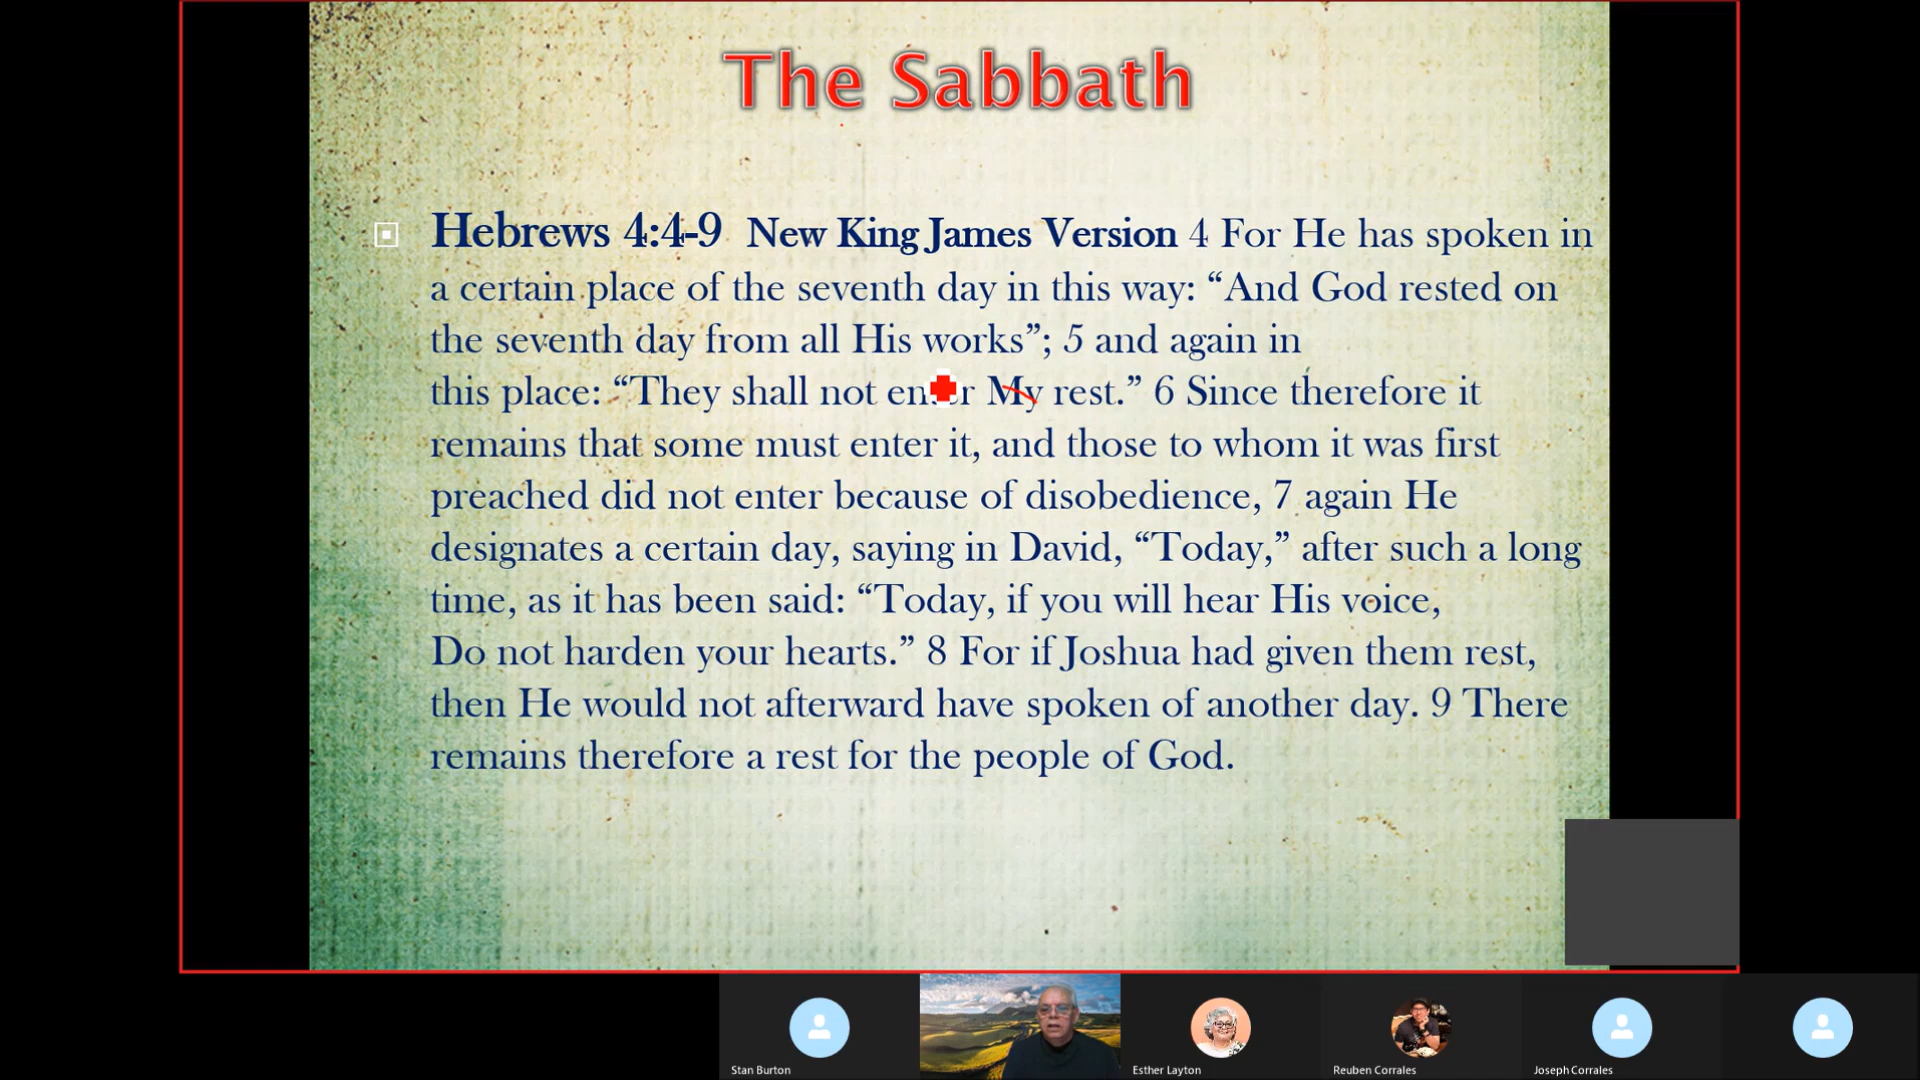 The Sabbath
Hebrews 4:4-9 New King James Version 4 For He has spoken in
a certain place of the seventh day in this way: “And God rested on
the seventh day from all His works”; 5 and again in
this place: “They shall not enter My rest.” 6 Since therefore it
remains that some must enter it, and those to whom it was first
preached did not enter because of disobedience, 7 again He
designates a certain day, saying in David, “Today,” after such a long
time, as it has been said: “Today, if you will hear His voice,
Do not harden your hearts.” 8 For if Joshua had given them rest,
then He would not afterward have spoken of another day. 9 There
remains therefore a rest for the people of God.
Stan Burton
Esther Layton
Reuben Corrales
Joseph Corrales